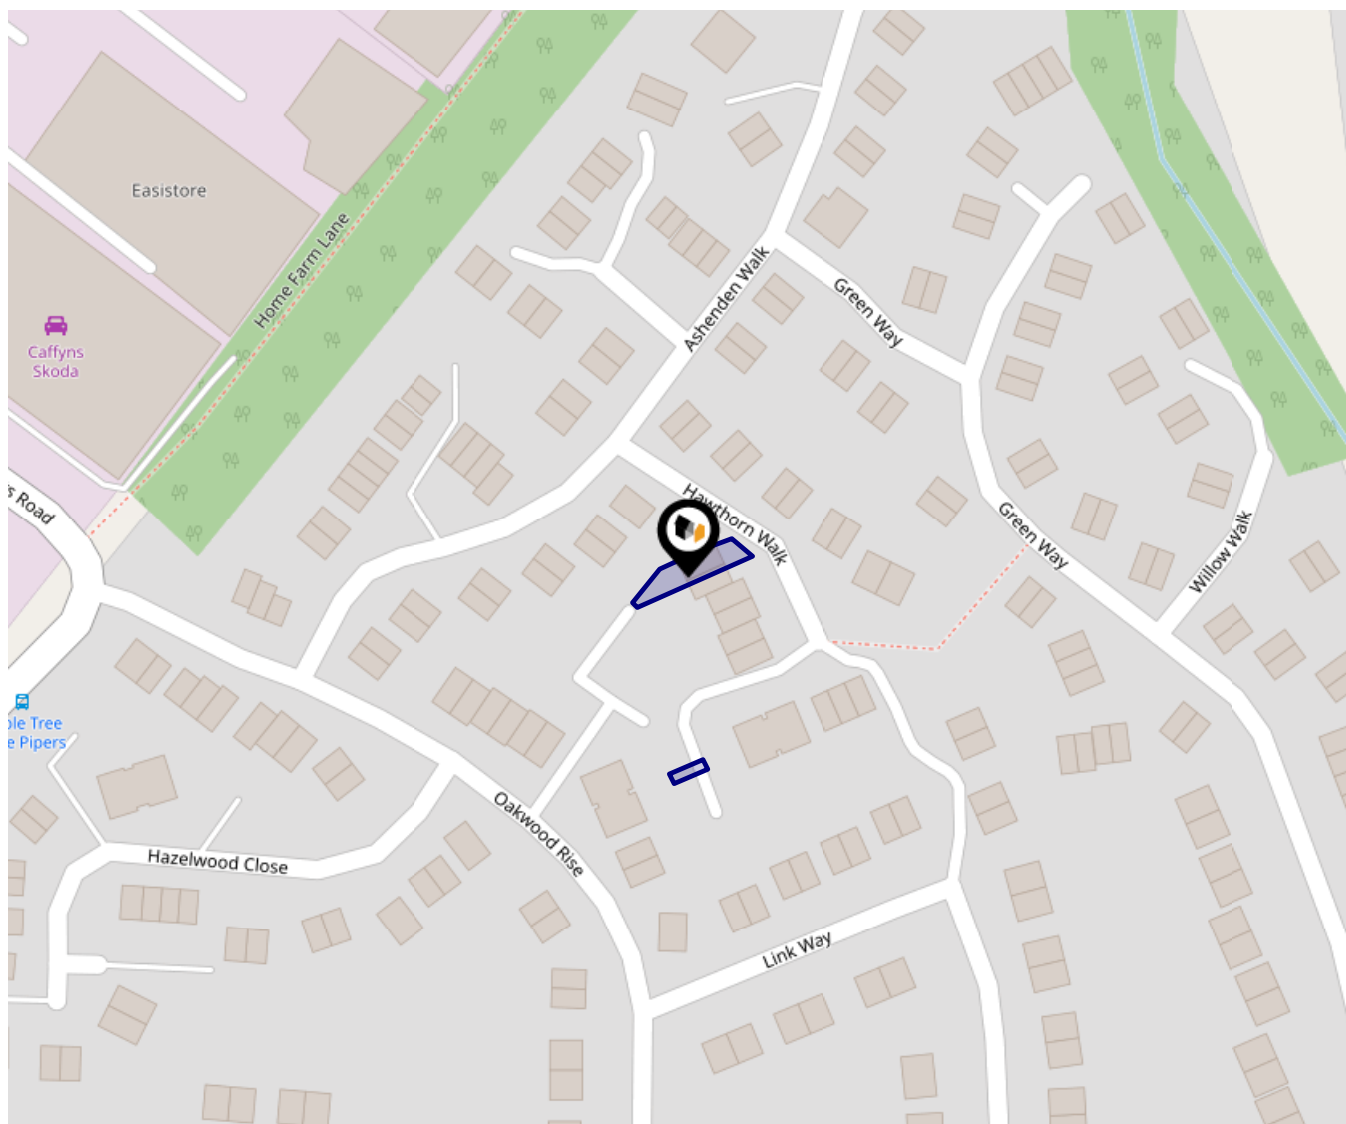 Easistore
Home Farm Lane
Caffyns
Skoda
Ashenden Walk
Green Way
Hawthorn Walk
Green Way
Willow Walk
s Road
ole Tree
e Pipers
Oakwood Rise
Hazelwood Close
Link Way